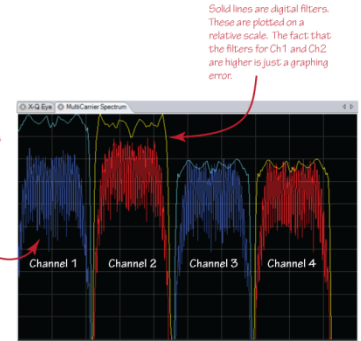 Solid lines are digital filters.
These are plotted on a
relative scale. The fact that
the filters for Ch1 and Ch2
are higher is just a graphing
error.
X-Q Eye MultiCarrier Spectrum
Channel 1 Channel 2 Channel 3 Channel 4